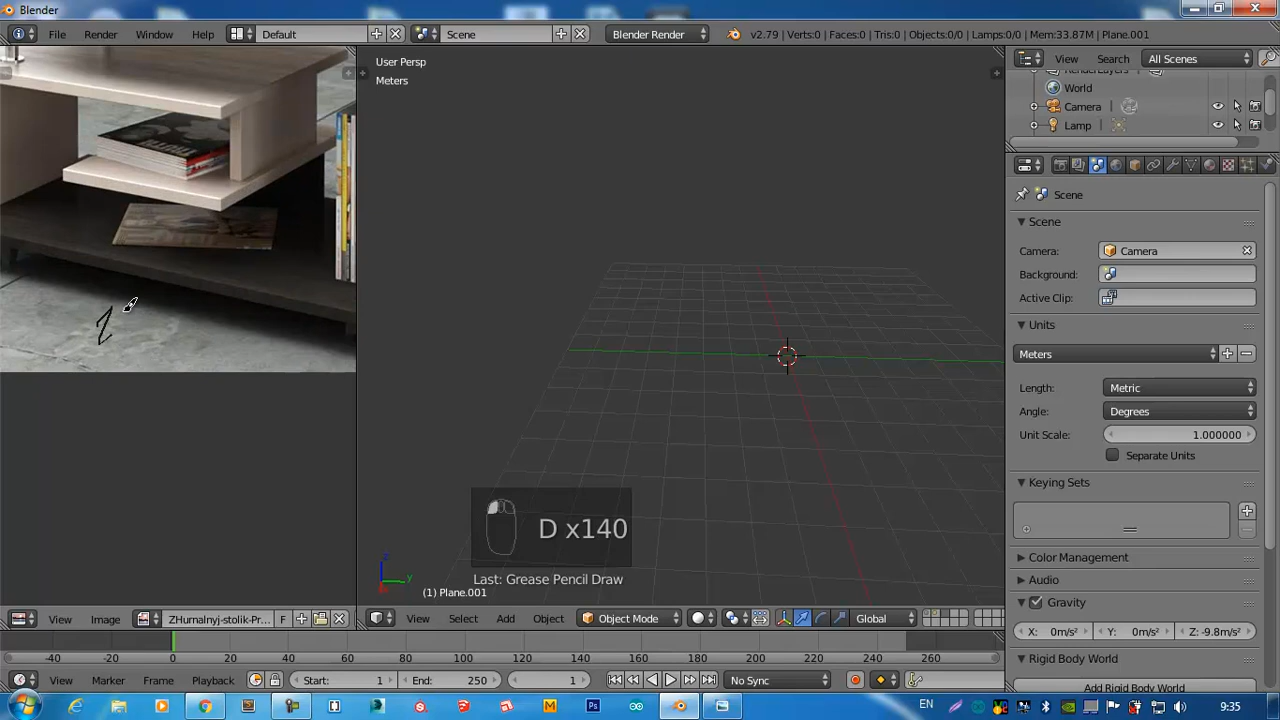 Blender
File Render Window Help Default Scene Blender Render v2.79 | Verts:0 | Faces:0 | Tris:0 | Objects:0/0 | Lamps:0/0 | Mem:33.87M | Plane.001
User Persp
Meters
View Search All Scenes
RenderLayers
World
Camera
Lamp
Scene
Scene
Camera: Camera
Background:
Active Clip:
Units
Meters
Length: Metric
Angle: Degrees
Unit Scale: 1.000000
Separate Units
Keying Sets
Color Management
Audio
Gravity
X: 0m/s² Y: 0m/s² Z: -9.8m/s²
Rigid Body World
Add Rigid Body World
D x140
Last: Grease Pencil Draw
z
y
(1) Plane.001
View Image ZHurnalnyj-stolik-Pr... F View Select Add Object Object Mode Global
-40 -20 0 20 40 60 80 100 120 140 160 180 200 220 240 260
View Marker Frame Playback Start: 1 End: 250 1 No Sync
EN 9:35